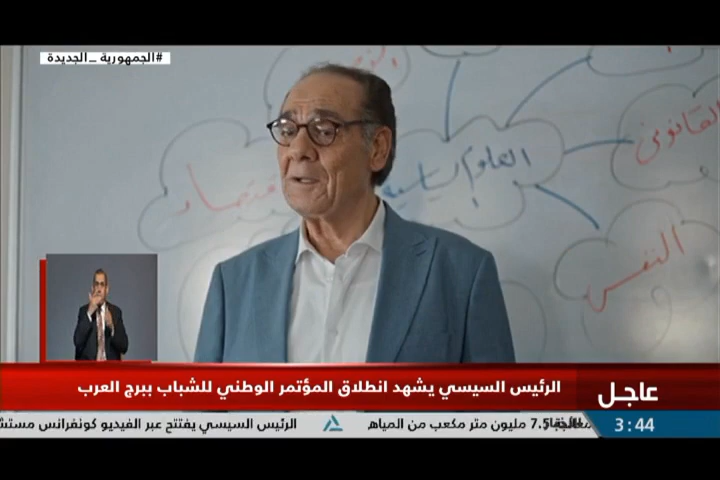 #الجمهورية_الجديدة
العلوم السياسية
القانون
اقتصاد
النفس
الرئيس السيسي يشهد انطلاق المؤتمر الوطني للشباب ببرج العرب
عاجل
7.5 مليون متر مكعب من المياه
الرئيس السيسي يفتتح عبر الفيديو كونفرانس
3:44